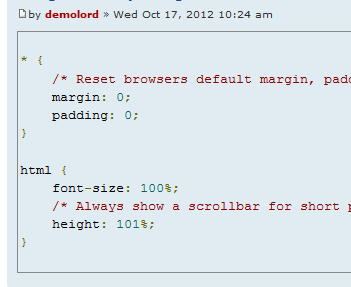 by demolord » Wed Oct 17, 2012 10:24 am
* {
/* Reset browsers default margin,
margin: 0;
padding: 0;
}
html {
font-size: 100%;
/* Always show a scrollbar for short
height: 101%;
}